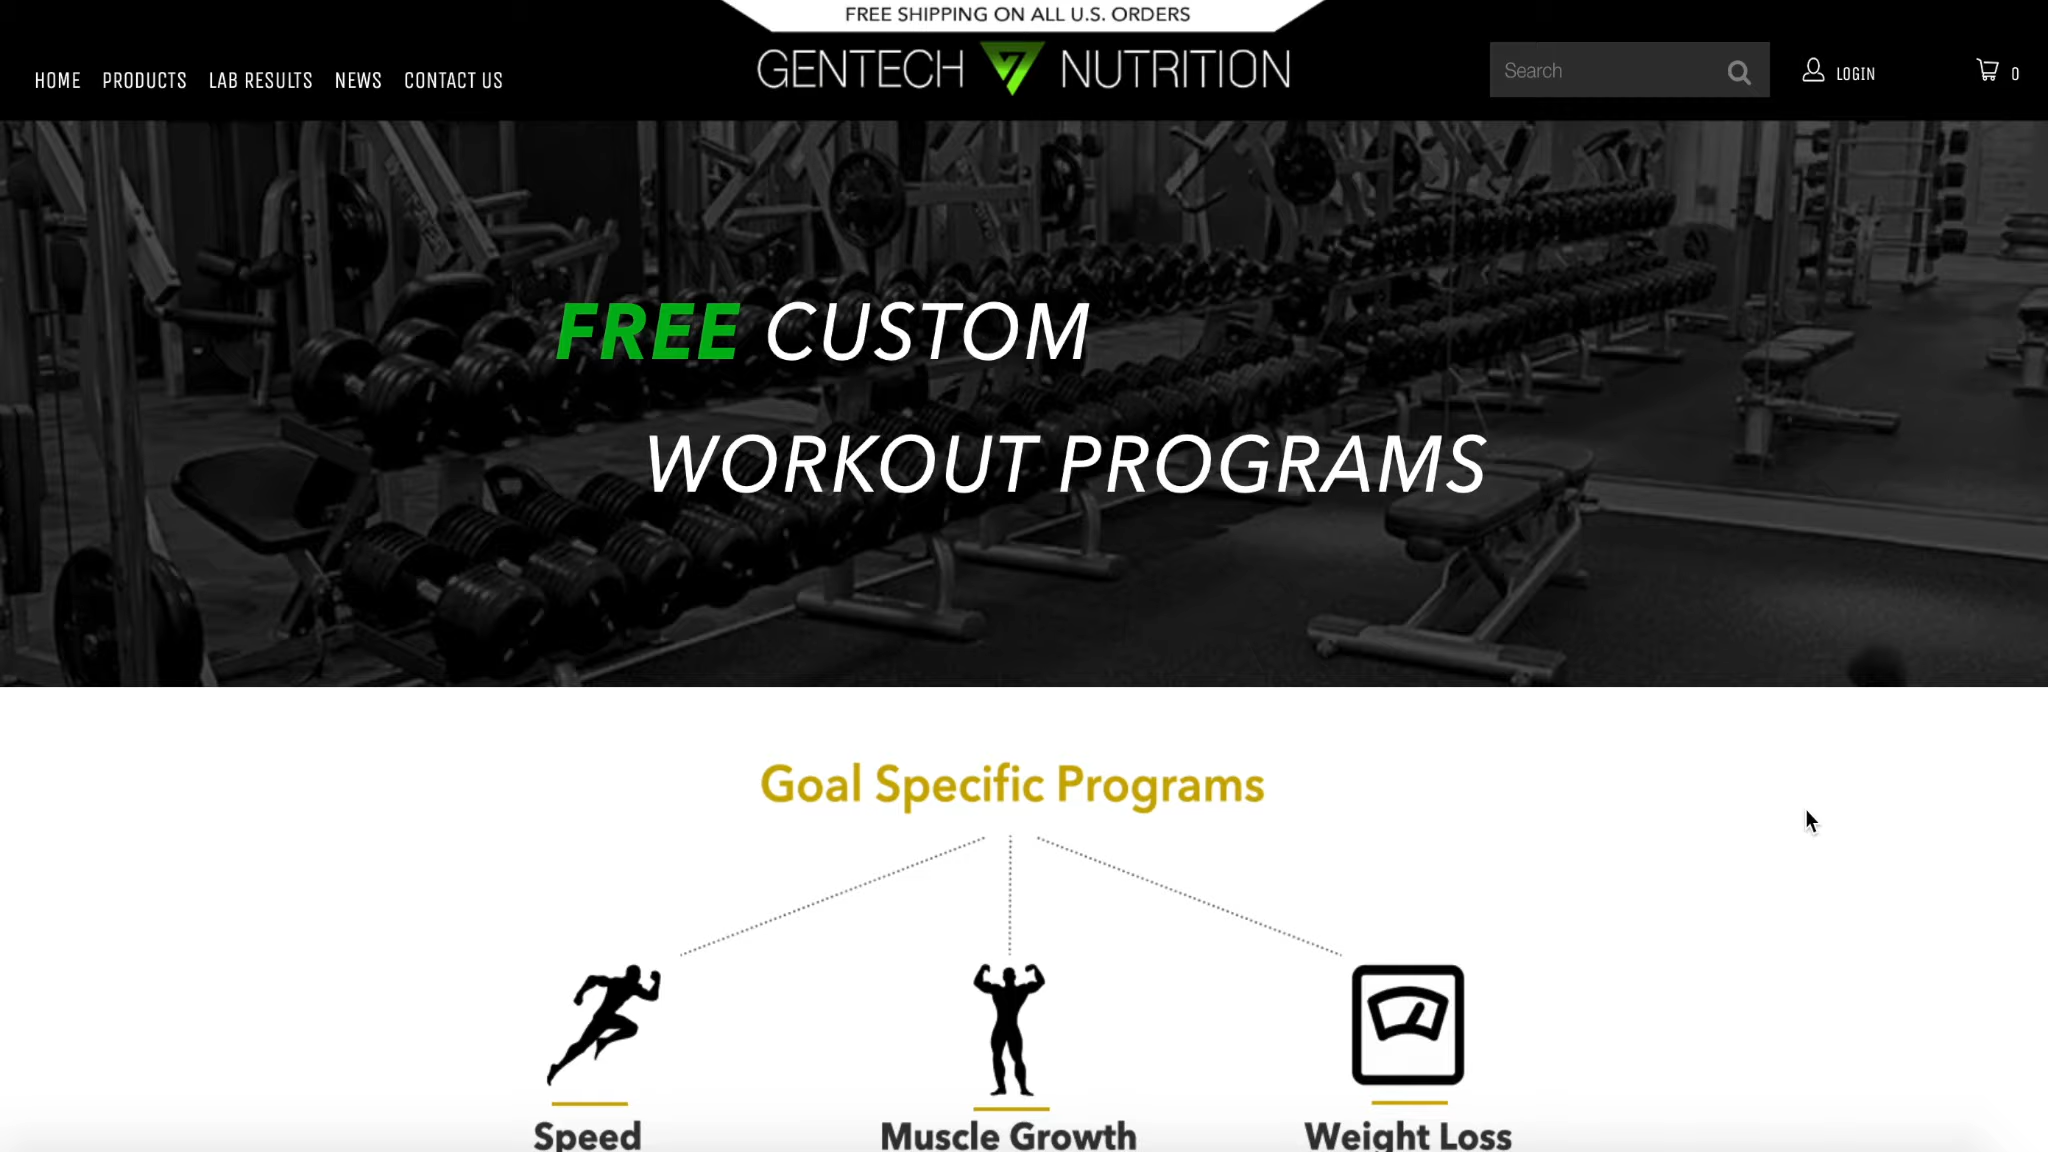 FREE SHIPPING ON ALL U.S. ORDERS
HOME PRODUCTS LAB RESULTS NEWS CONTACT US
GENTECH 7 NUTRITION
Search
LOGIN
0
FREE CUSTOM
WORKOUT PROGRAMS
Goal Specific Programs
Speed
Muscle Growth
Weight Loss